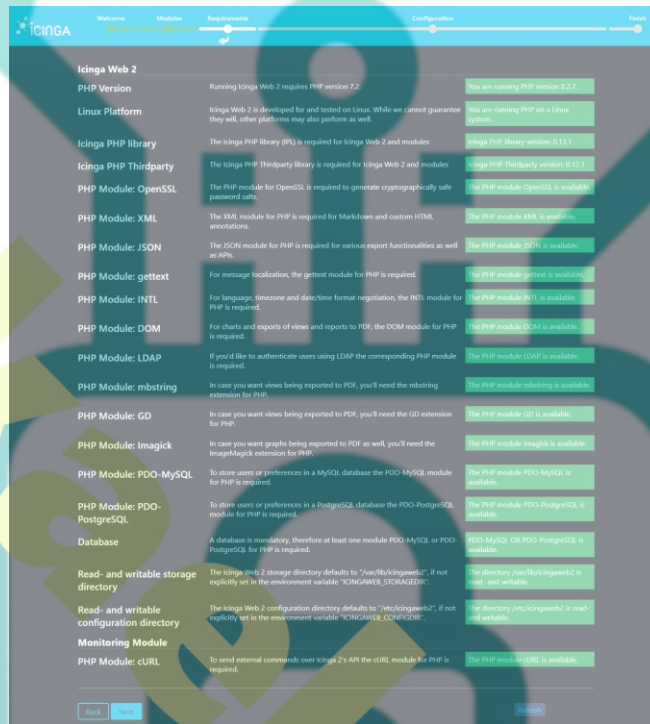 ICINGA
Welcome
Modules
Requirements
Configuration
Finish
Icinga Web 2
PHP Version
Running Icinga Web 2 requires PHP version 7.2.
You are running PHP version 8.2.7.
Linux Platform
Icinga Web 2 is developed for and tested on Linux. While we cannot guarantee
they will, other platforms may also perform as well.
You are running PHP on a Linux
system.
Icinga PHP library
The Icinga PHP library (IPL) is required for Icinga Web 2 and modules
Icinga PHP library version: 0.13.1
Icinga PHP Thirdparty
The Icinga PHP Thirdparty library is required for Icinga Web 2 and modules
Icinga PHP Thirdparty version: 0.12.1
PHP Module: OpenSSL
The PHP module for OpenSSL is required to generate cryptographically safe
password salts.
The PHP module OpenSSL is available.
PHP Module: XML
The XML module for PHP is required for Markdown and custom HTML
annotations.
The PHP module XML is available.
PHP Module: JSON
The JSON module for PHP is required for various export functionalities as well
as APIs.
The PHP module JSON is available.
PHP Module: gettext
For message localization, the gettext module for PHP is required.
The PHP module gettext is available.
PHP Module: INTL
For language, timezone and date/time format negotiation, the INTL module for
PHP is required.
The PHP module INTL is available.
PHP Module: DOM
For charts and exports of views and reports to PDF, the DOM module for PHP
is required.
The PHP module DOM is available.
PHP Module: LDAP
If you'd like to authenticate users using LDAP the corresponding PHP module
is required.
The PHP module LDAP is available.
PHP Module: mbstring
In case you want views being exported to PDF, you'll need the mbstring
extension for PHP.
The PHP module mbstring is available.
PHP Module: GD
In case you want views being exported to PDF, you'll need the GD extension
for PHP.
The PHP module GD is available.
PHP Module: Imagick
In case you want graphs being exported to PDF as well, you'll need the
ImageMagick extension for PHP.
The PHP module Imagick is available.
PHP Module: PDO-MySQL
To store users or preferences in a MySQL database the PDO-MySQL module
for PHP is required.
The PHP module PDO-MySQL is
available.
PHP Module: PDO-
PostgreSQL
To store users or preferences in a PostgreSQL database the PDO-PostgreSQL
module for PHP is required.
The PHP module PDO-PostgreSQL is
available.
Database
A database is mandatory, therefore at least one module PDO-MySQL or PDO-
PostgreSQL for PHP is required.
PDO-MySQL OR PDO-PostgreSQL is
available.
Read- and writable storage
directory
The Icinga Web 2 storage directory defaults to "/var/lib/icingaweb2", if not
explicitly set in the environment variable "ICINGAWEB_STORAGEDIR".
The directory /var/lib/icingaweb2 is
read- and writable.
Read- and writable
configuration directory
The Icinga Web 2 configuration directory defaults to "/etc/icingaweb2", if not
explicitly set in the environment variable "ICINGAWEB_CONFIGDIR".
The directory /etc/icingaweb2 is read-
and writable.
Monitoring Module
PHP Module: cURL
To send external commands over Icinga 2's API the cURL module for PHP is
required.
The PHP module cURL is available.
Back
Next
Refresh